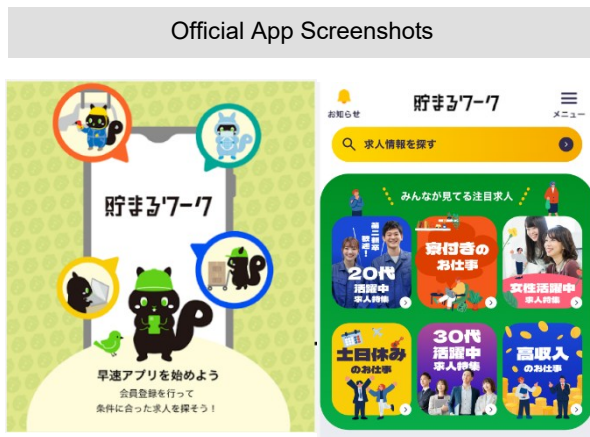 Official App Screenshots
貯まるワーク
早速アプリを始めよう
会員登録を行って
条件に合った求人を探そう！
お知らせ
貯まるワーク
メニュー
求人情報を探す
みんなが見てる注目求人
第二新卒
歓迎！
20代
活躍中
求人特集
寮付きの
お仕事
女性活躍中
求人特集
土日休み
のお仕事
30代
活躍中
求人特集
高収入
のお仕事